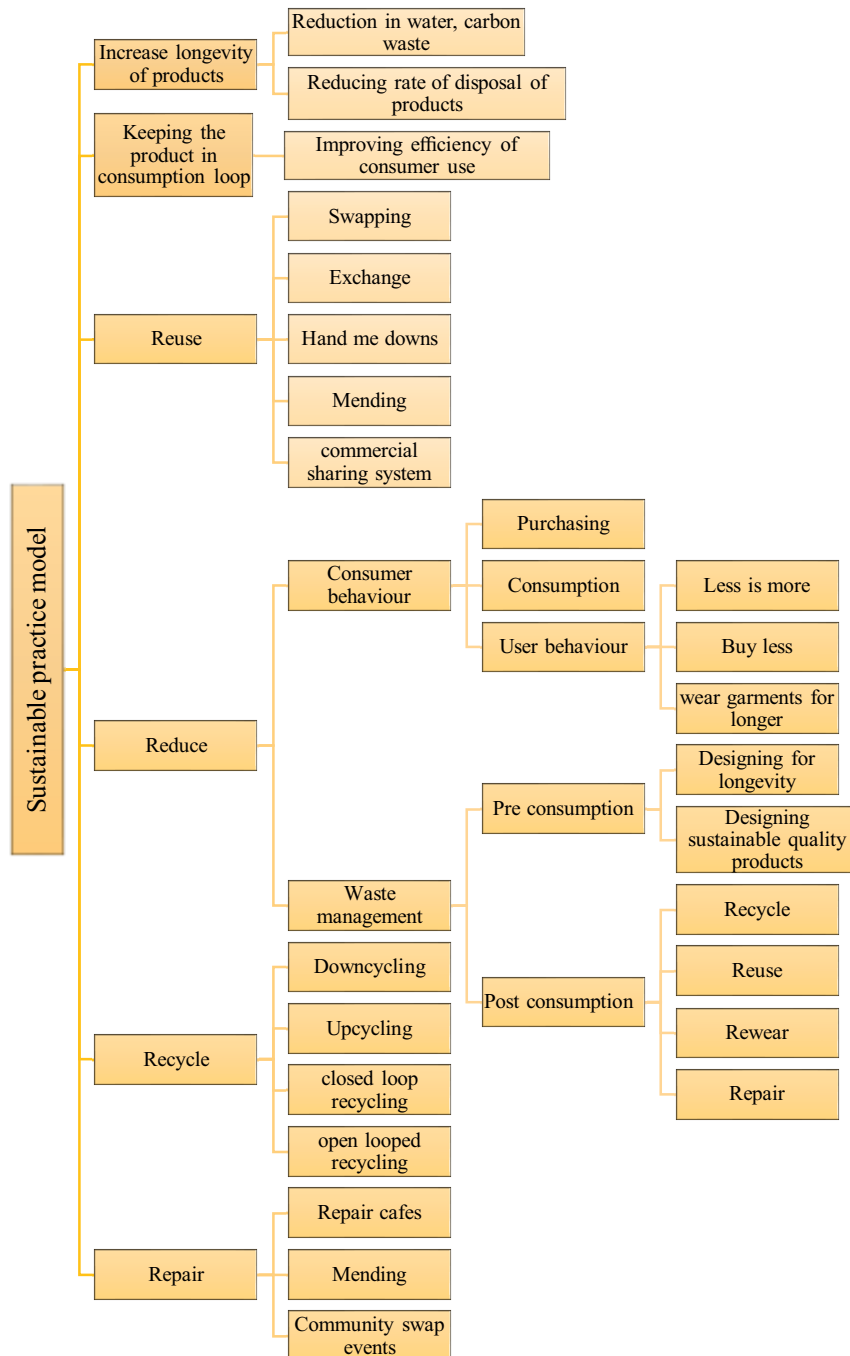 Sustainable practice model
Increase longevity
of products
Reduction in water, carbon
waste
Reducing rate of disposal of
products
Keeping the
product in
consumption loop
Improving efficiency of
consumer use
Reuse
Swapping
Exchange
Hand me downs
Mending
commercial
sharing system
Reduce
Consumer
behaviour
Purchasing
Consumption
User behaviour
Less is more
Buy less
wear garments for
longer
Waste
management
Pre consumption
Designing for
longevity
Designing
sustainable quality
products
Post consumption
Recycle
Reuse
Rewear
Repair
Recycle
Downcycling
Upcycling
closed loop
recycling
open looped
recycling
Repair
Repair cafes
Mending
Community swap
events